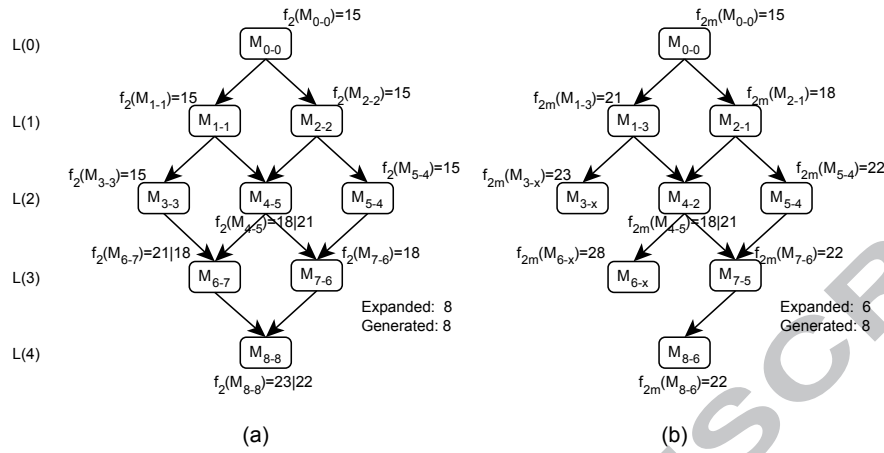 f2(M0-0)=15
f2m(M0-0)=15
L(0)
M0-0
M0-0
f2(M1-1)=15
f2(M2-2)=15
f2m(M1-3)=21
f2m(M2-1)=18
L(1)
M1-1
M2-2
M1-3
M2-1
f2(M3-3)=15
f2(M5-4)=15
f2m(M3-x)=23
f2m(M5-4)=22
L(2)
M3-3
M4-5
M5-4
M3-x
M4-2
M5-4
f2(M4-5)=18|21
f2m(M4-5)=18|21
f2(M6-7)=21|18
f2(M7-6)=18
f2m(M6-x)=28
f2m(M7-6)=22
L(3)
M6-7
M7-6
M6-x
M7-5
Expanded: 8
Generated: 8
Expanded: 6
Generated: 8
L(4)
M8-8
M8-6
f2(M8-8)=23|22
f2m(M8-6)=22
(a)
(b)